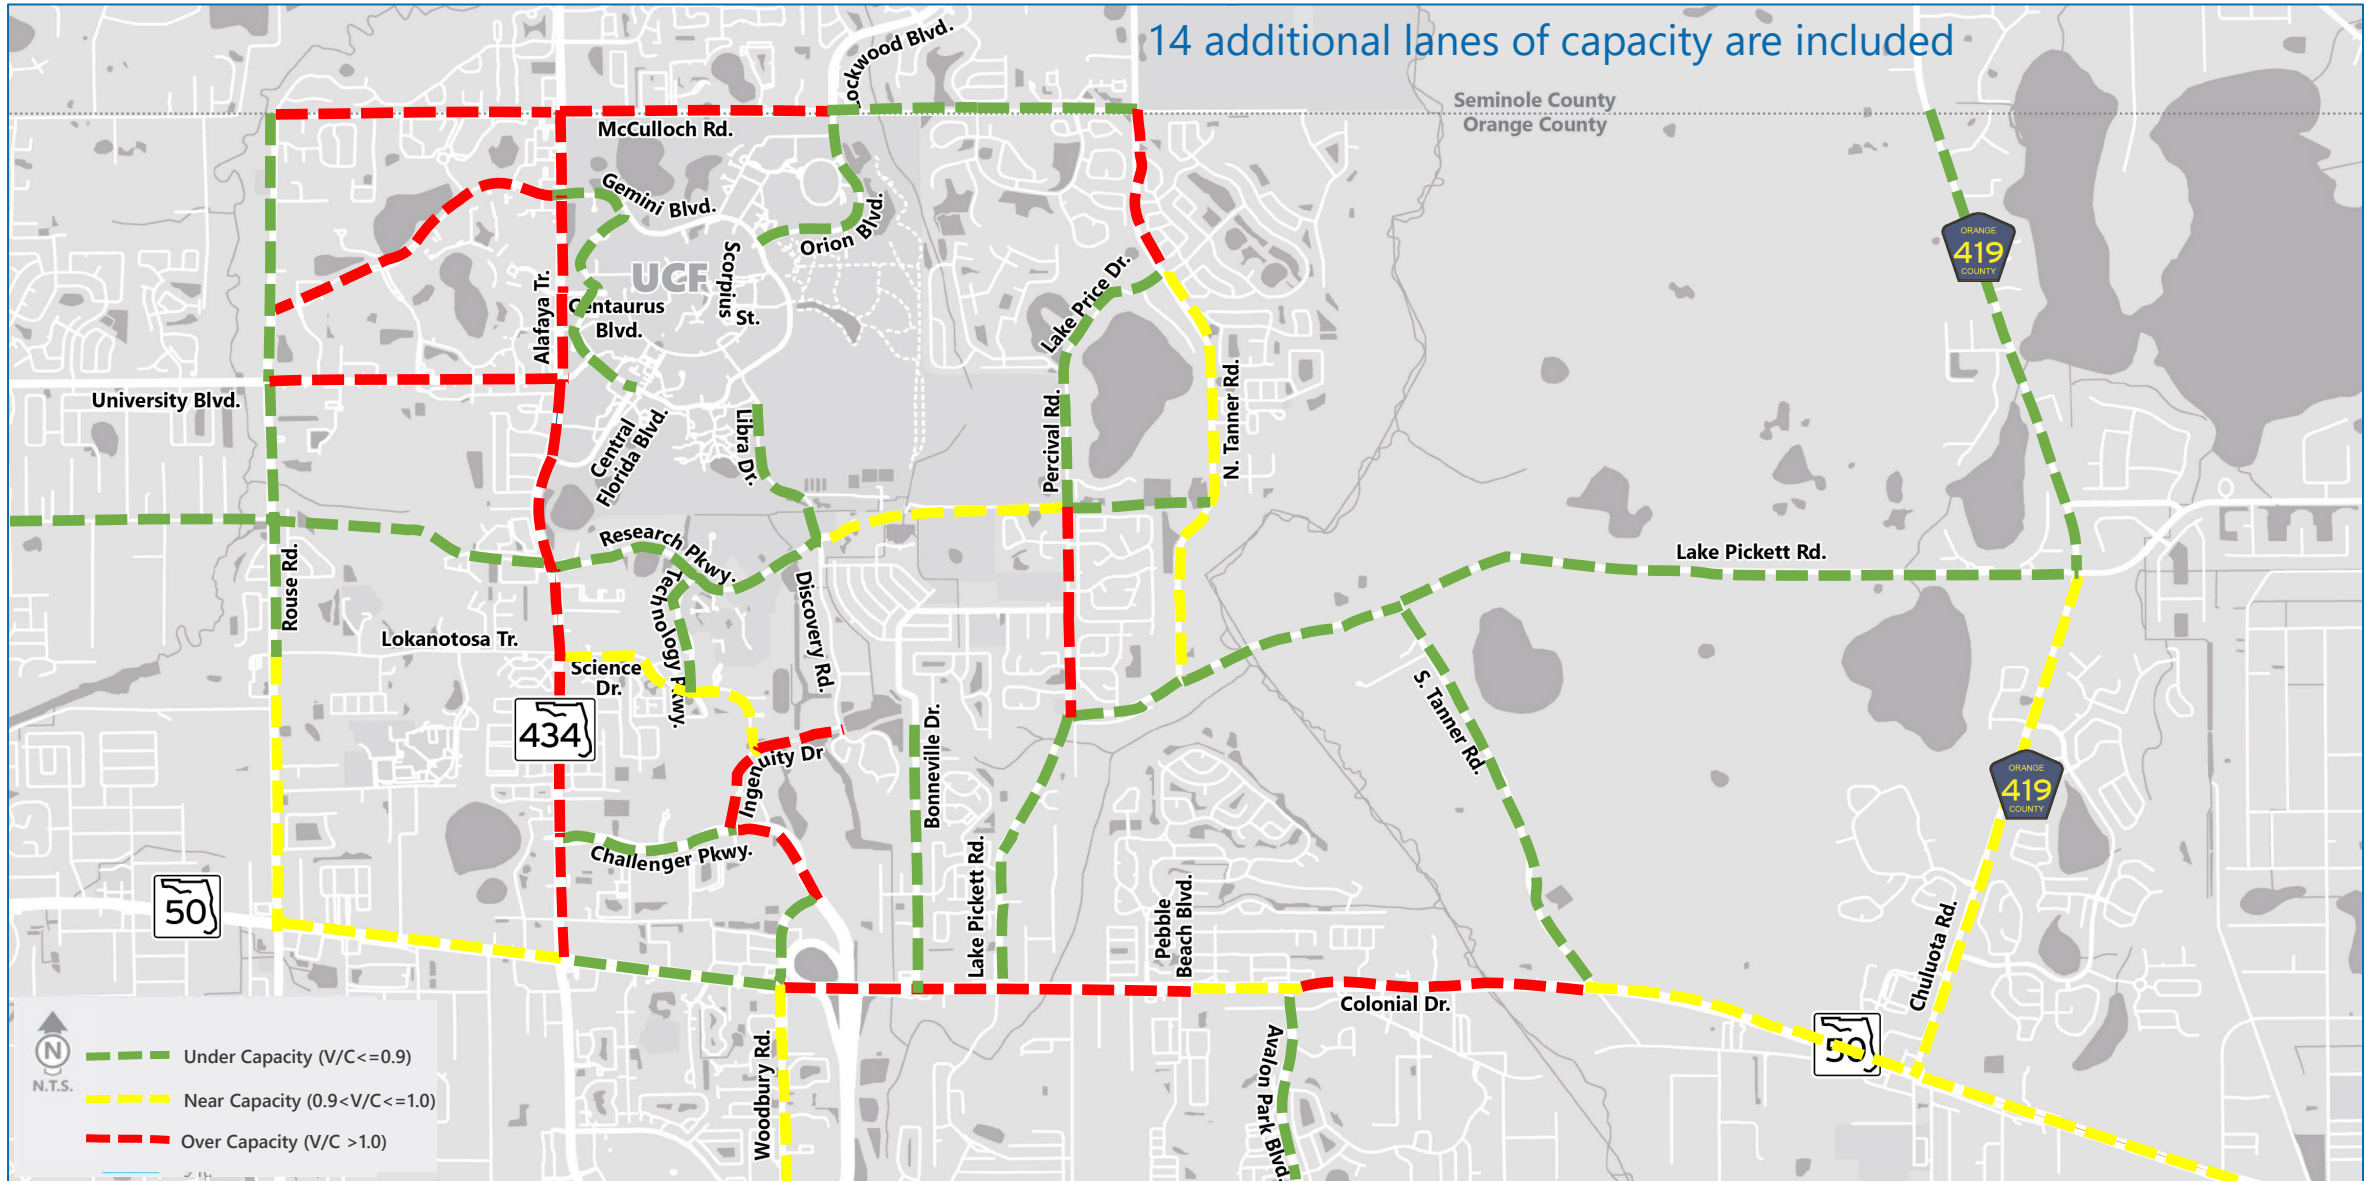 14 additional lanes of capacity are included
Lockwood Blvd.
Seminole County
Orange County
McCulloch Rd.
Gemini Blvd.
Orion Blvd.
Scorpius
St.
UCF
ORANGE
419
COUNTY
Alafaya Tr.
Centaurus
Blvd.
Lake Price Dr.
University Blvd.
Central
Florida Blvd.
Libra Dr.
Percival Rd.
N. Tanner Rd.
Research Pkwy.
Lake Pickett Rd.
Rouse Rd.
Technology Pkwy.
Discovery Rd.
Lokanotosa Tr.
Science
Dr.
434
S. Tanner Rd.
Ingenuity Dr
Bonneville Dr.
ORANGE
419
COUNTY
Challenger Pkwy.
Lake Pickett Rd.
Pebble
Beach Blvd.
50
Chuluota Rd.
Colonial Dr.
50
Woodbury Rd.
Avalon Park Blvd.
N
N.T.S.
Under Capacity (V/C<=0.9)
Near Capacity (0.9<V/C<=1.0)
Over Capacity (V/C >1.0)